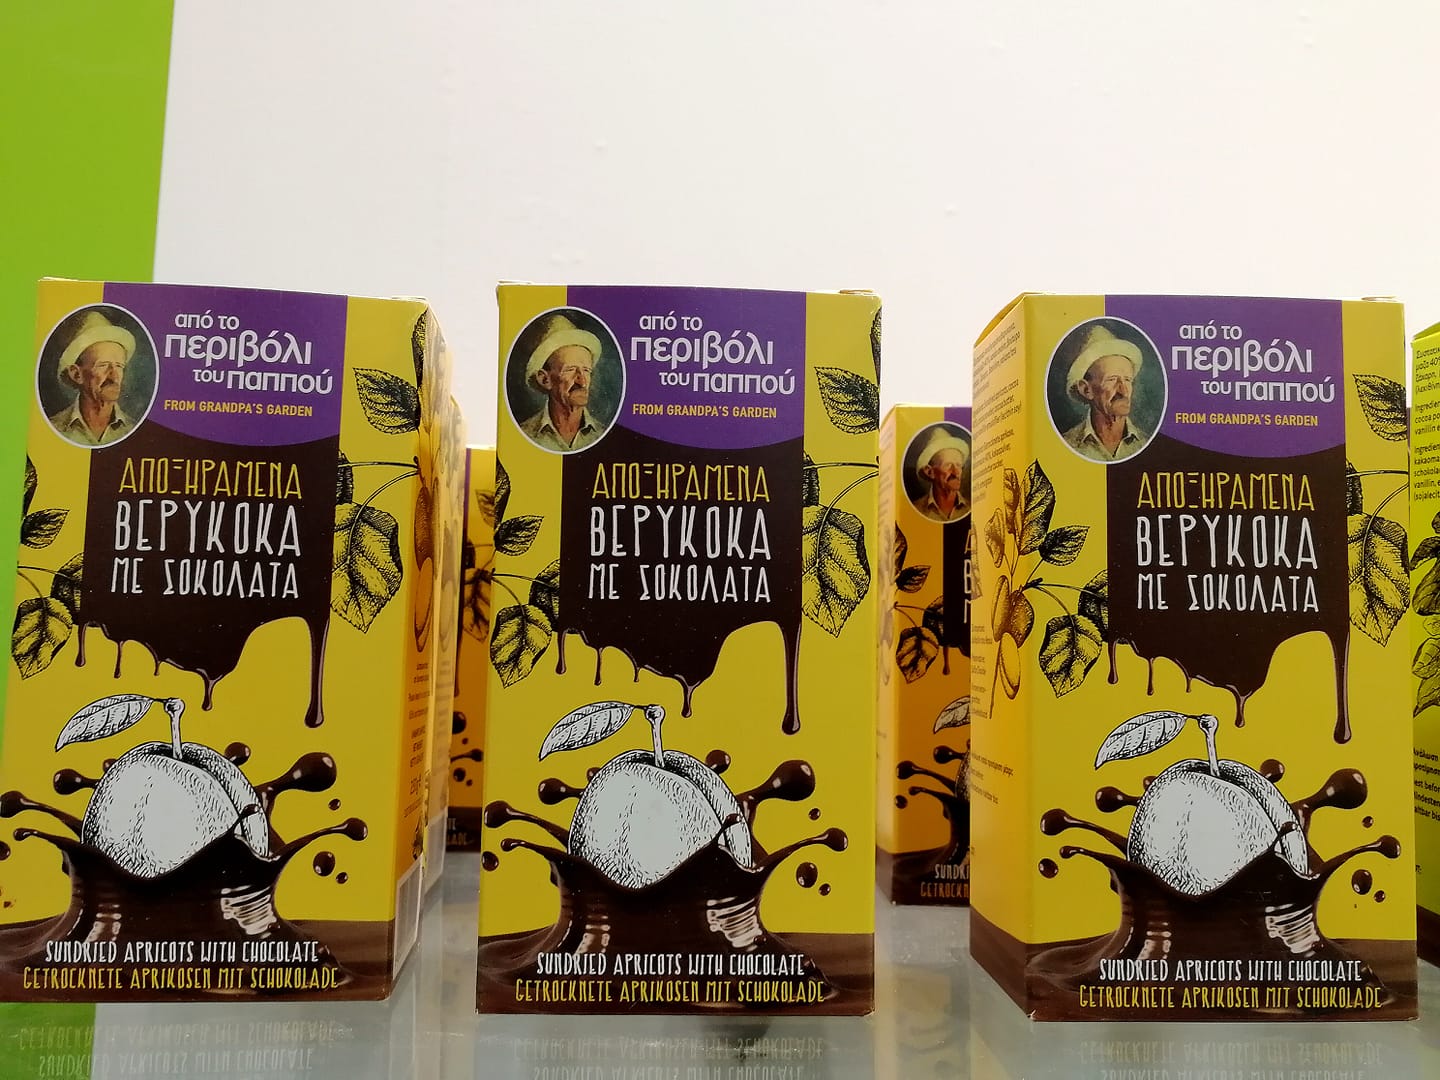 από το
περιβόλι
του παππού
FROM GRANDPA'S GARDEN
ΑΠΟΞΗΡΑΜΕΝΑ
ΒΕΡΥΚΟΚΑ
ΜΕ ΣΟΚΟΛΑΤΑ
SUNDRIED APRICOTS WITH CHOCOLATE
GETROCKNETE APRIKOSEN MIT SCHOKOLADE
από το
περιβόλι
του παππού
FROM GRANDPA'S GARDEN
ΑΠΟΞΗΡΑΜΕΝΑ
ΒΕΡΥΚΟΚΑ
ΜΕ ΣΟΚΟΛΑΤΑ
SUNDRIED APRICOTS WITH CHOCOLATE
GETROCKNETE APRIKOSEN MIT SCHOKOLADE
από το
περιβόλι
του παππού
FROM GRANDPA'S GARDEN
ΑΠΟΞΗΡΑΜΕΝΑ
ΒΕΡΥΚΟΚΑ
ΜΕ ΣΟΚΟΛΑΤΑ
SUNDRIED APRICOTS WITH CHOCOLATE
GETROCKNETE APRIKOSEN MIT SCHOKOLADE